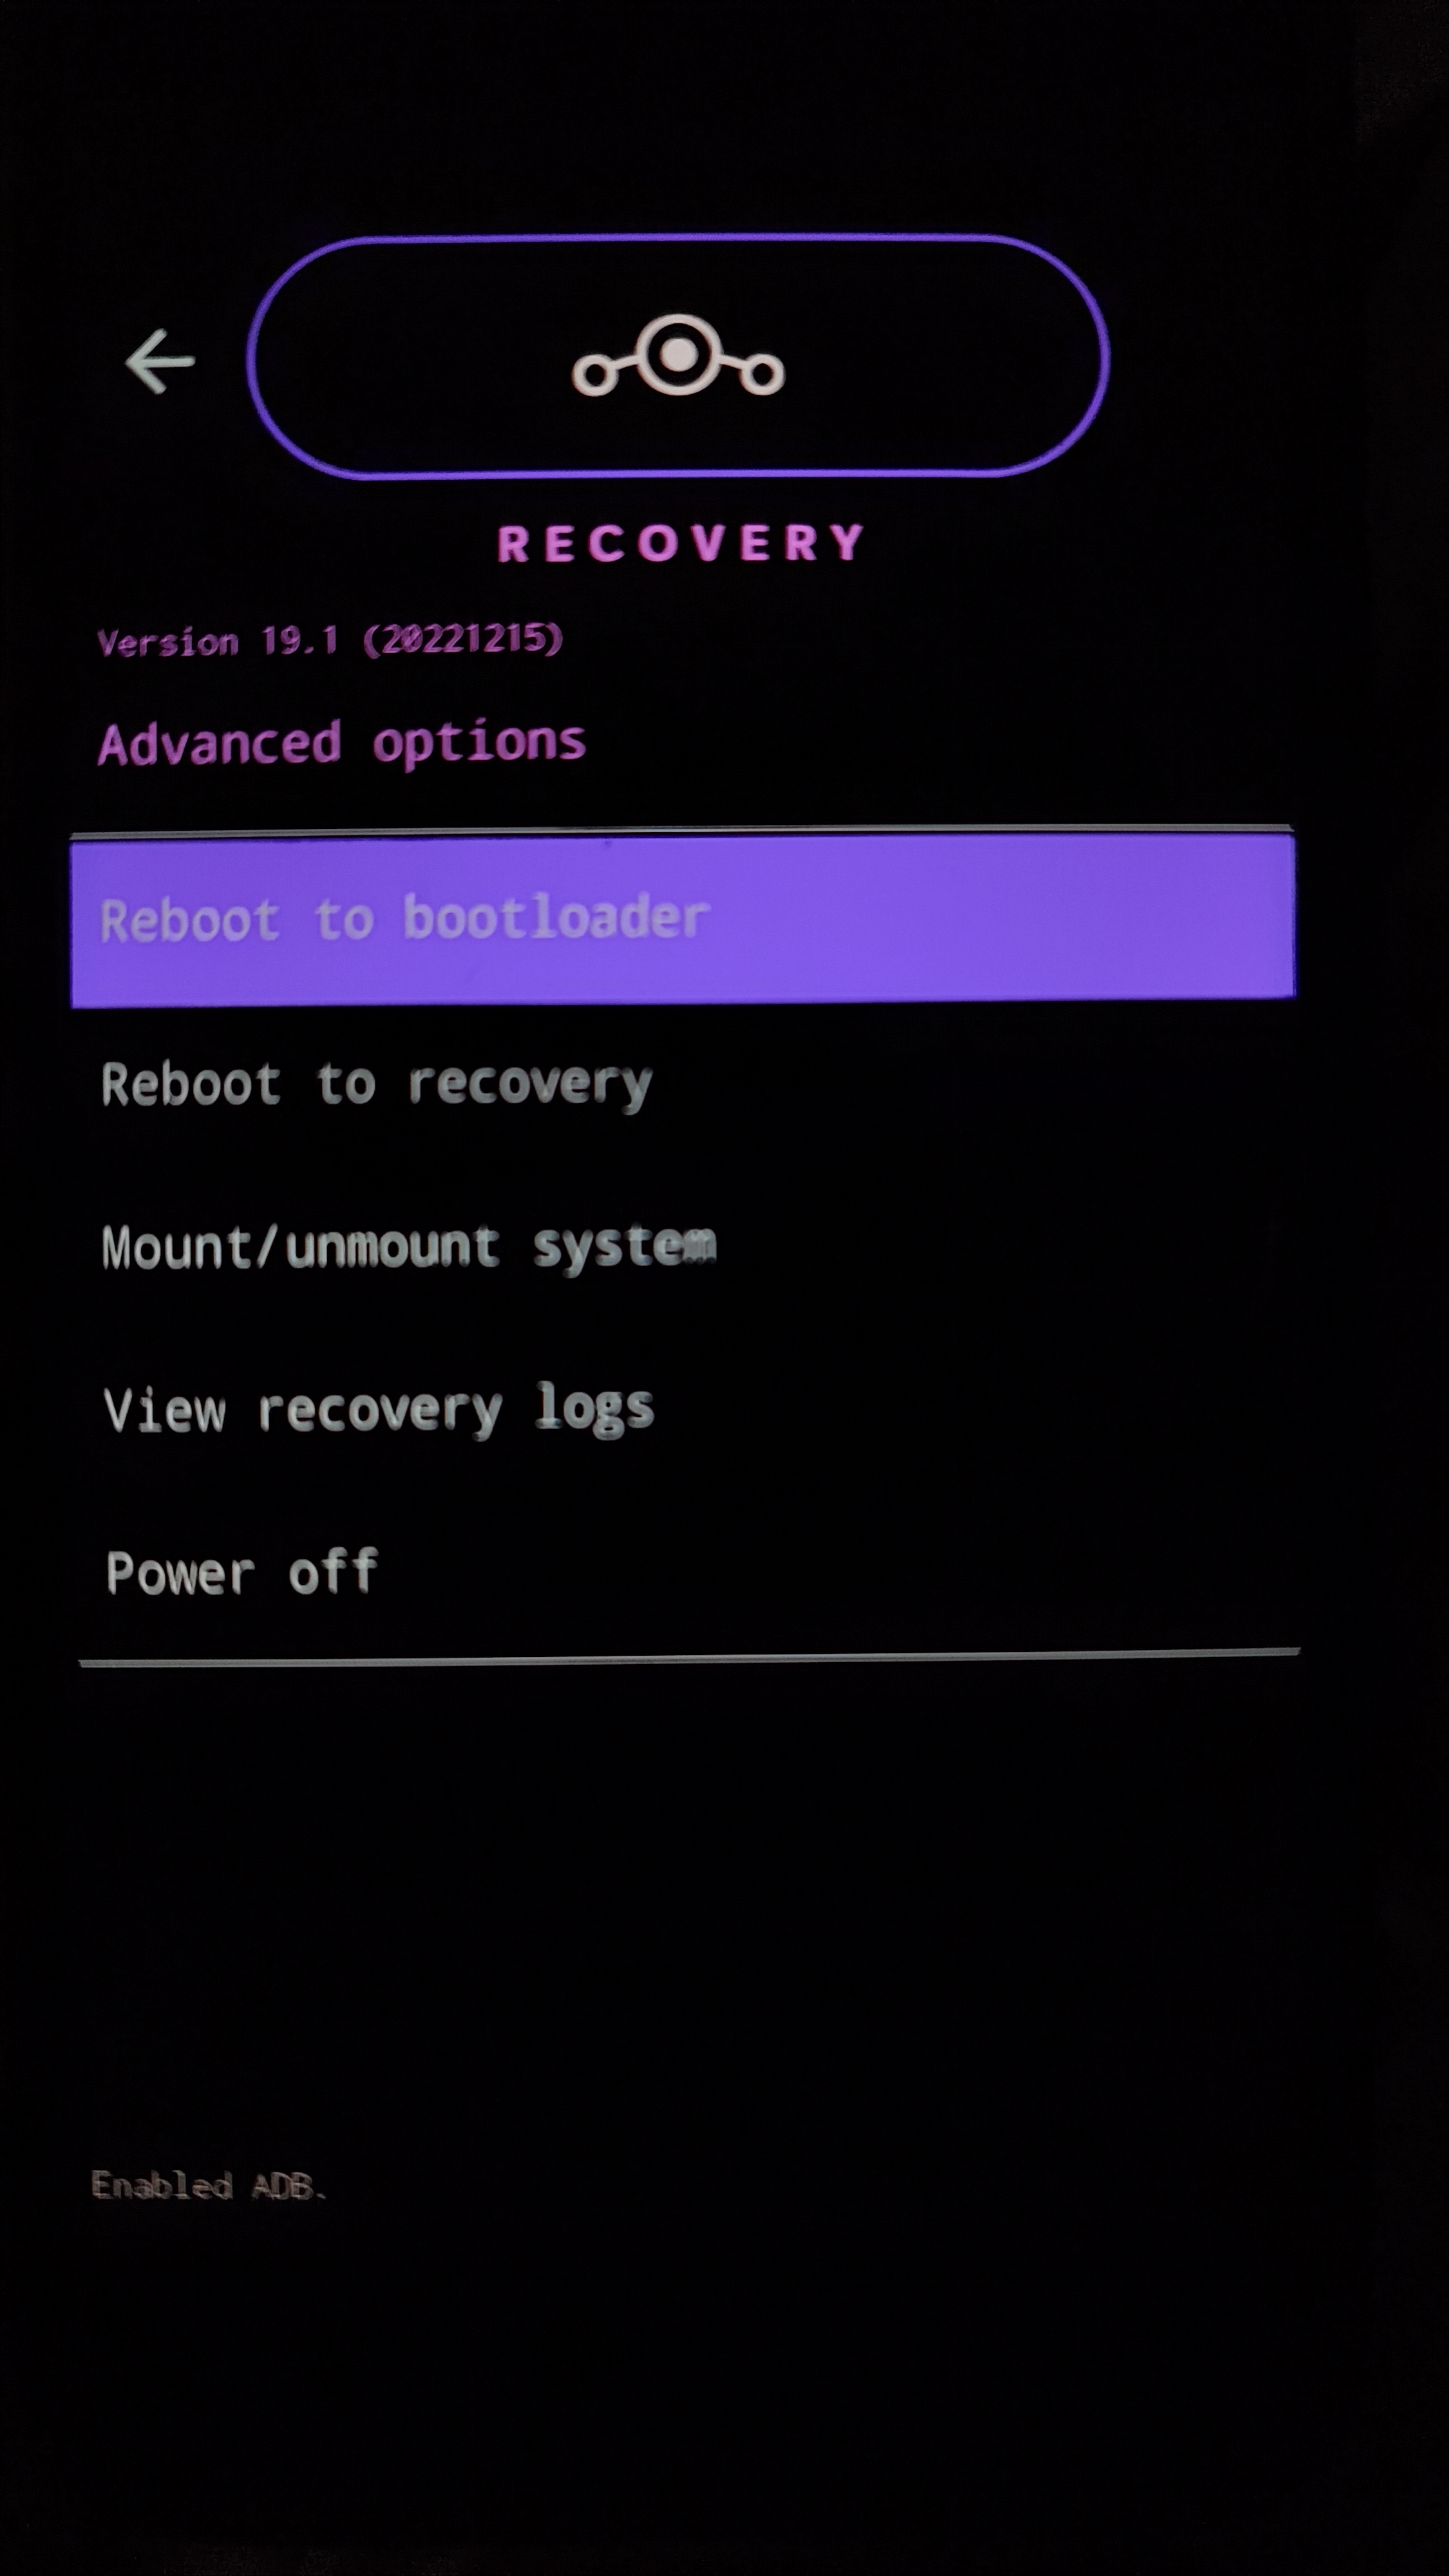 RECOVERY
Version 19.1 (20221215)
Advanced options
Reboot to bootloader
Reboot to recovery
Mount/unmount system
View recovery logs
Power off
Enabled ADB.